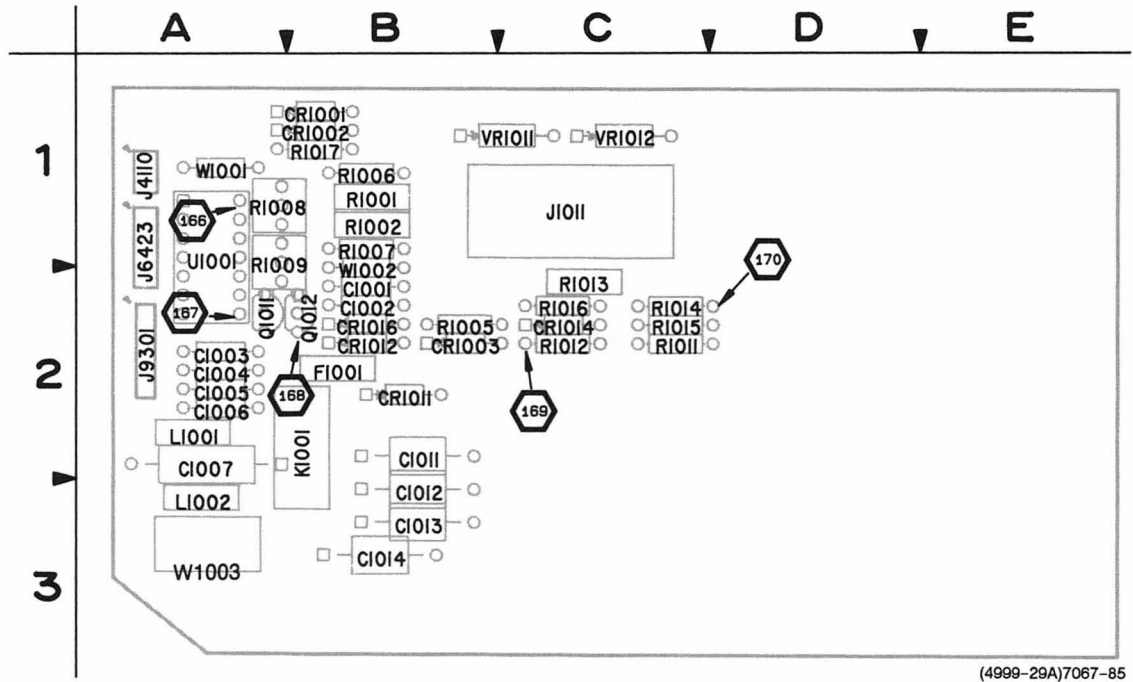 A B C D E
1
2
3
CR1001
CR1002
R1017
VR1011 VR1012
J4110
W1001
R1006
R1001
R1002
J1011
166
R1008
J6423
U1001
R1009
R1007
W1002
C1001
C1002
CR1016
CR1012
170
R1013
R1016
CR1014
R1012
R1014
R1015
R1011
167
Q1011
Q1012
R1005
CR1003
J9301
C1003
C1004
C1005
C1006
F1001
168
CR1011
169
L1001
K1001
C1007
C1011
L1002
C1012
C1013
W1003
C1014
(4999-29A)7067-85